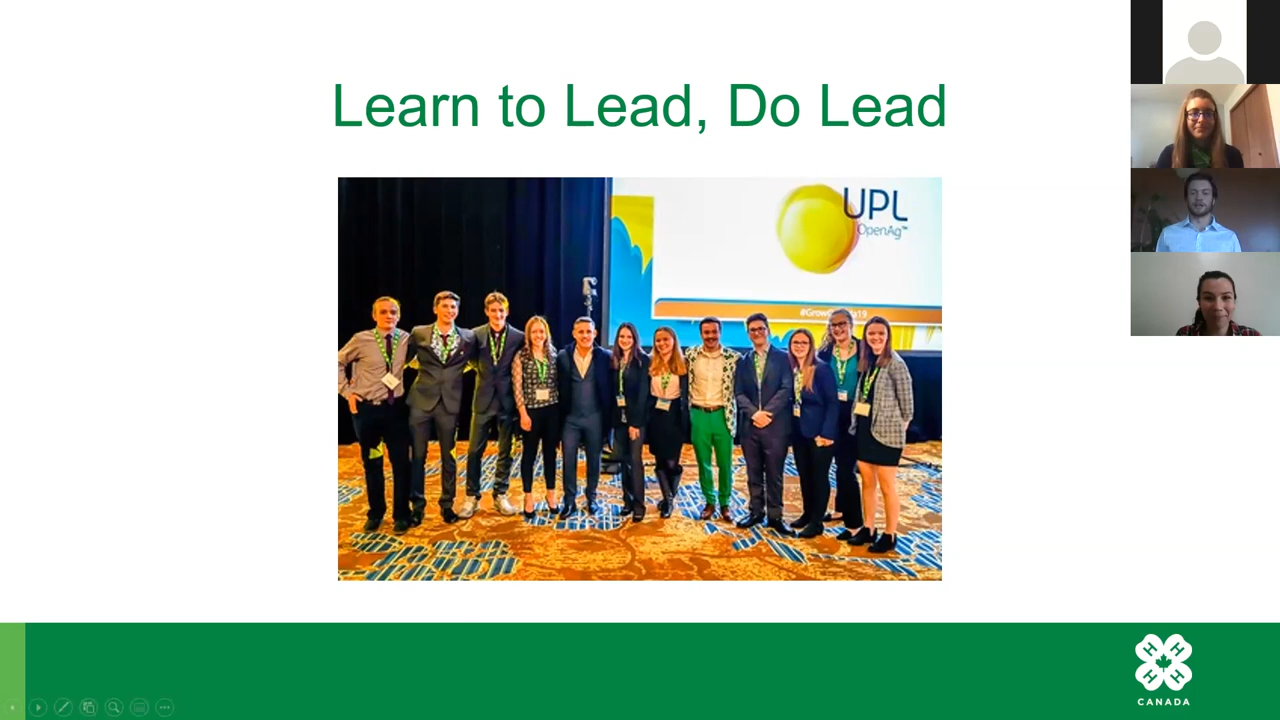 Learn to Lead, Do Lead
UPL
OpenAg™
H H
H H
CANADA